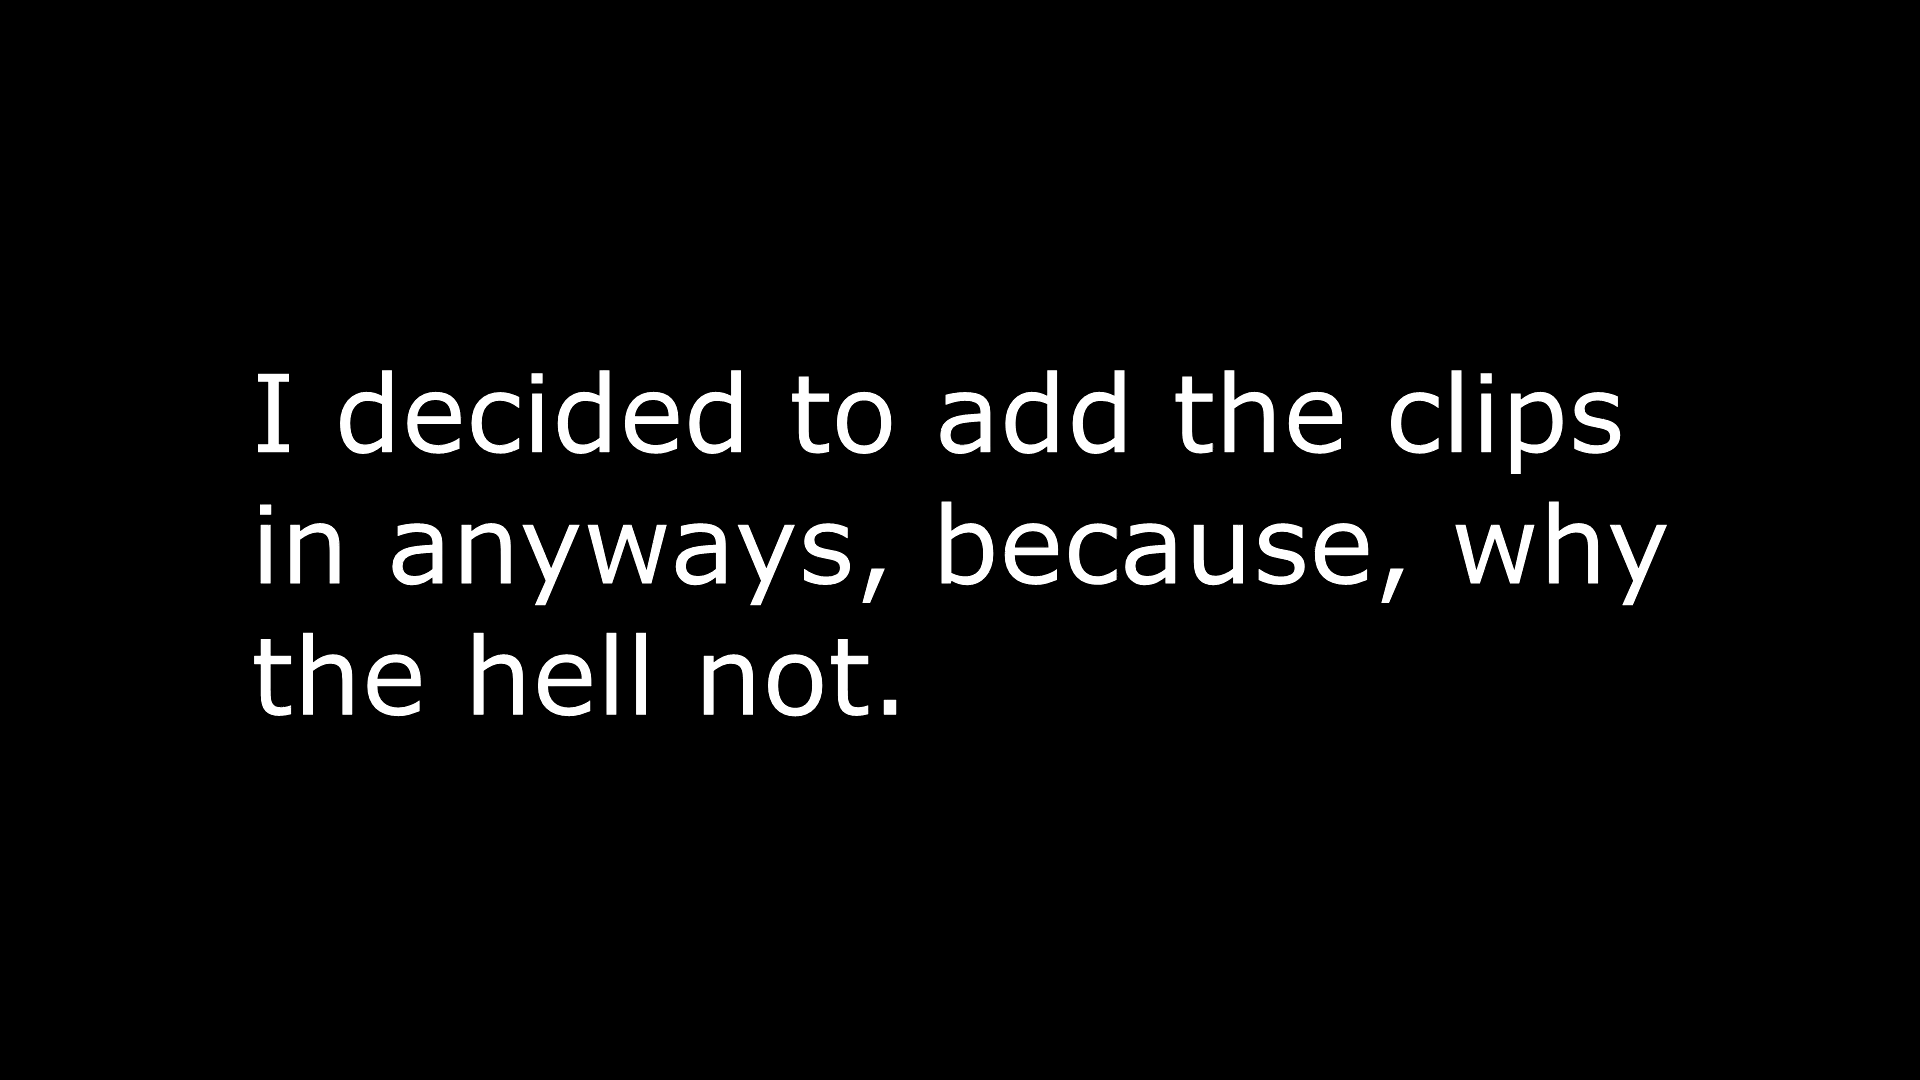 I decided to add the clips
in anyways, because, why
the hell not.